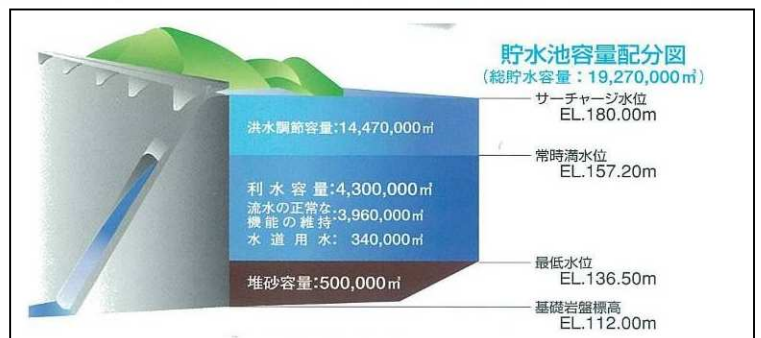 貯水池容量配分図
(総貯水容量：19,270,000㎥)
サーチャージ水位
EL.180.00m
洪水調節容量:14,470,000㎥
常時満水位
EL.157.20m
利水容量:4,300,000㎥
流水の正常な
機能の維持:3,960,000㎥
水道用水: 340,000㎥
最低水位
EL.136.50m
堆砂容量:500,000㎥
基礎岩盤標高
EL.112.00m